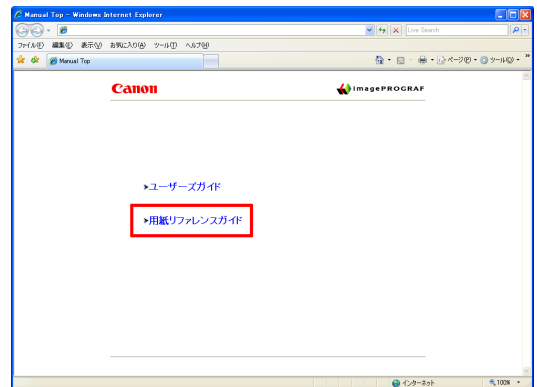 Manual Top - Windows Internet Explorer
Live Search
ファイル(F) 編集(E) 表示(V) お気に入り(A) ツール(T) ヘルプ(H)
Manual Top
ページ(P) ツール(O)
Canon
imagePROGRAF
➤ユーザーズガイド
➤用紙リファレンスガイド
インターネット
100%